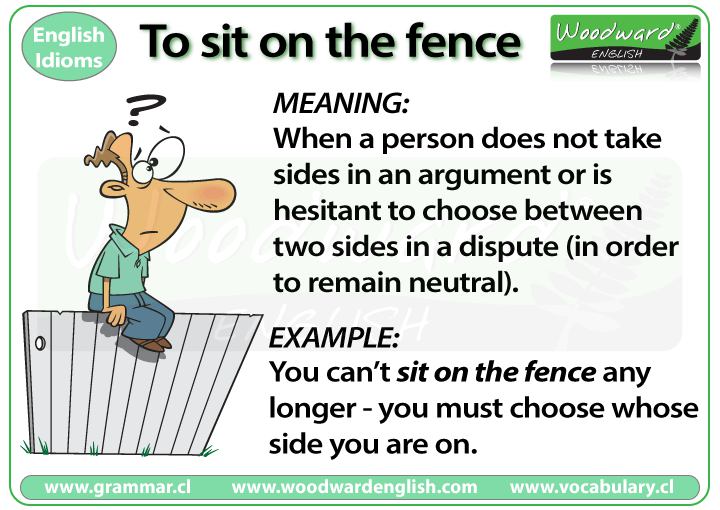 English
Idioms
To sit on the fence
Woodward®
ENGLISH
?
MEANING:
When a person does not take
sides in an argument or is
hesitant to choose between
two sides in a dispute (in order
to remain neutral).
EXAMPLE:
You can't sit on the fence any
longer - you must choose whose
side you are on.
www.grammar.cl
www.woodwardenglish.com
www.vocabulary.cl
Woodward
ENGLISH